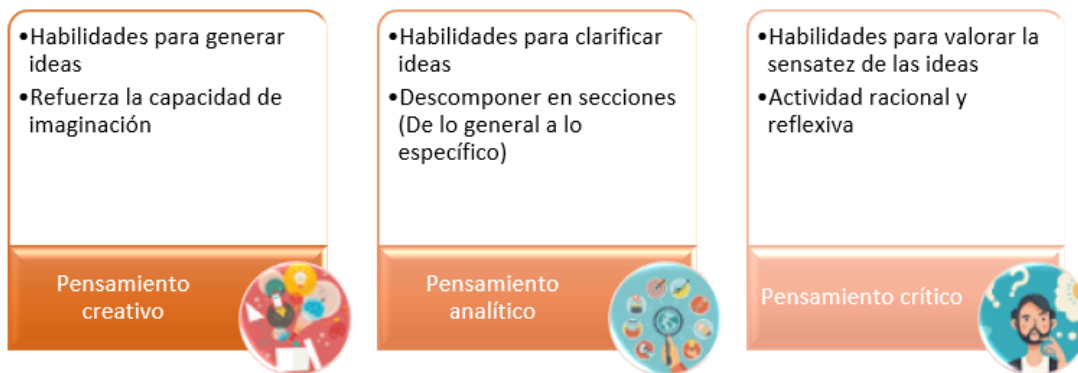 •Habilidades para generar
ideas
•Refuerza la capacidad de
imaginación
Pensamiento
creativo
•Habilidades para clarificar
ideas
•Descomponer en secciones
(De lo general a lo
específico)
Pensamiento
analítico
•Habilidades para valorar la
sensatez de las ideas
•Actividad racional y
reflexiva
Pensamiento crítico